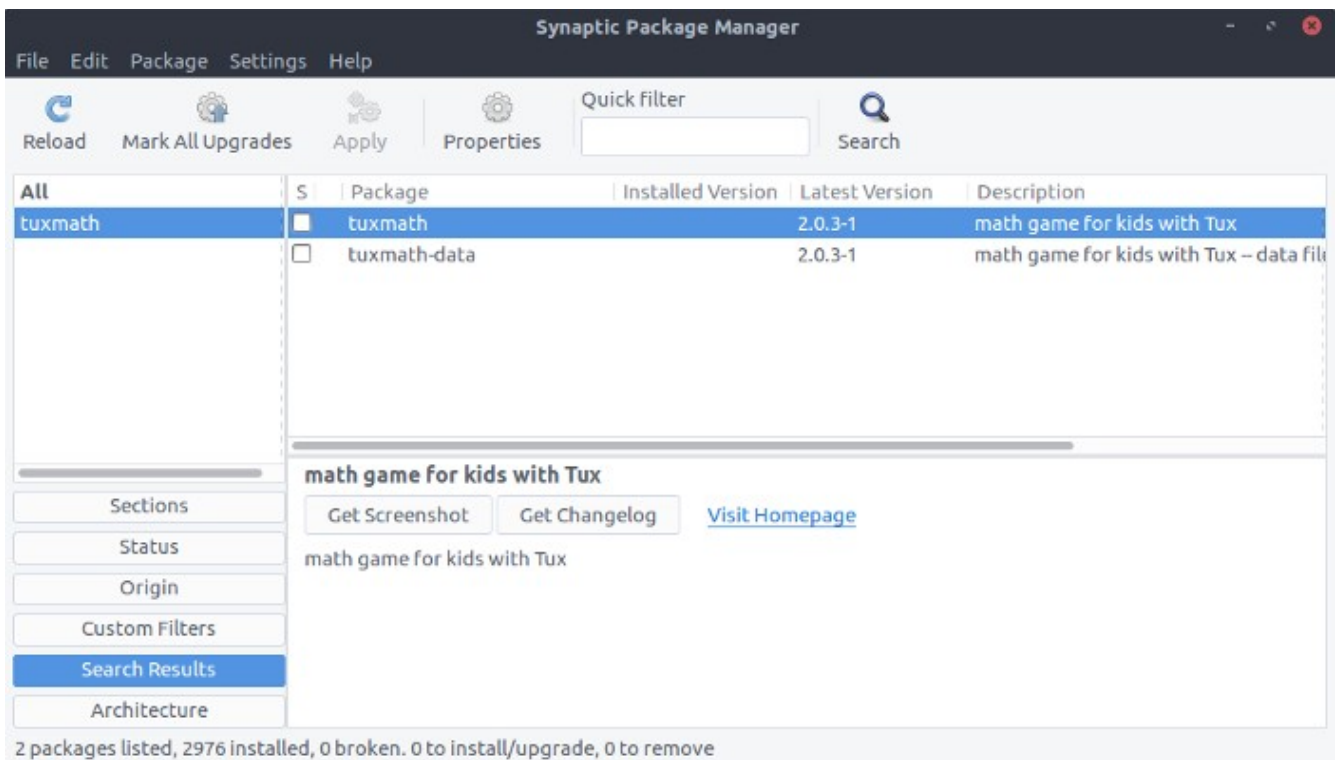 Synaptic Package Manager
File Edit Package Settings Help
Reload Mark All Upgrades Apply Properties Quick filter Search
All
tuxmath
S Package Installed Version Latest Version Description
tuxmath 2.0.3-1 math game for kids with Tux
tuxmath-data 2.0.3-1 math game for kids with Tux – data file
math game for kids with Tux
Get Screenshot Get Changelog Visit Homepage
math game for kids with Tux
Sections
Status
Origin
Custom Filters
Search Results
Architecture
2 packages listed, 2976 installed, 0 broken. 0 to install/upgrade, 0 to remove